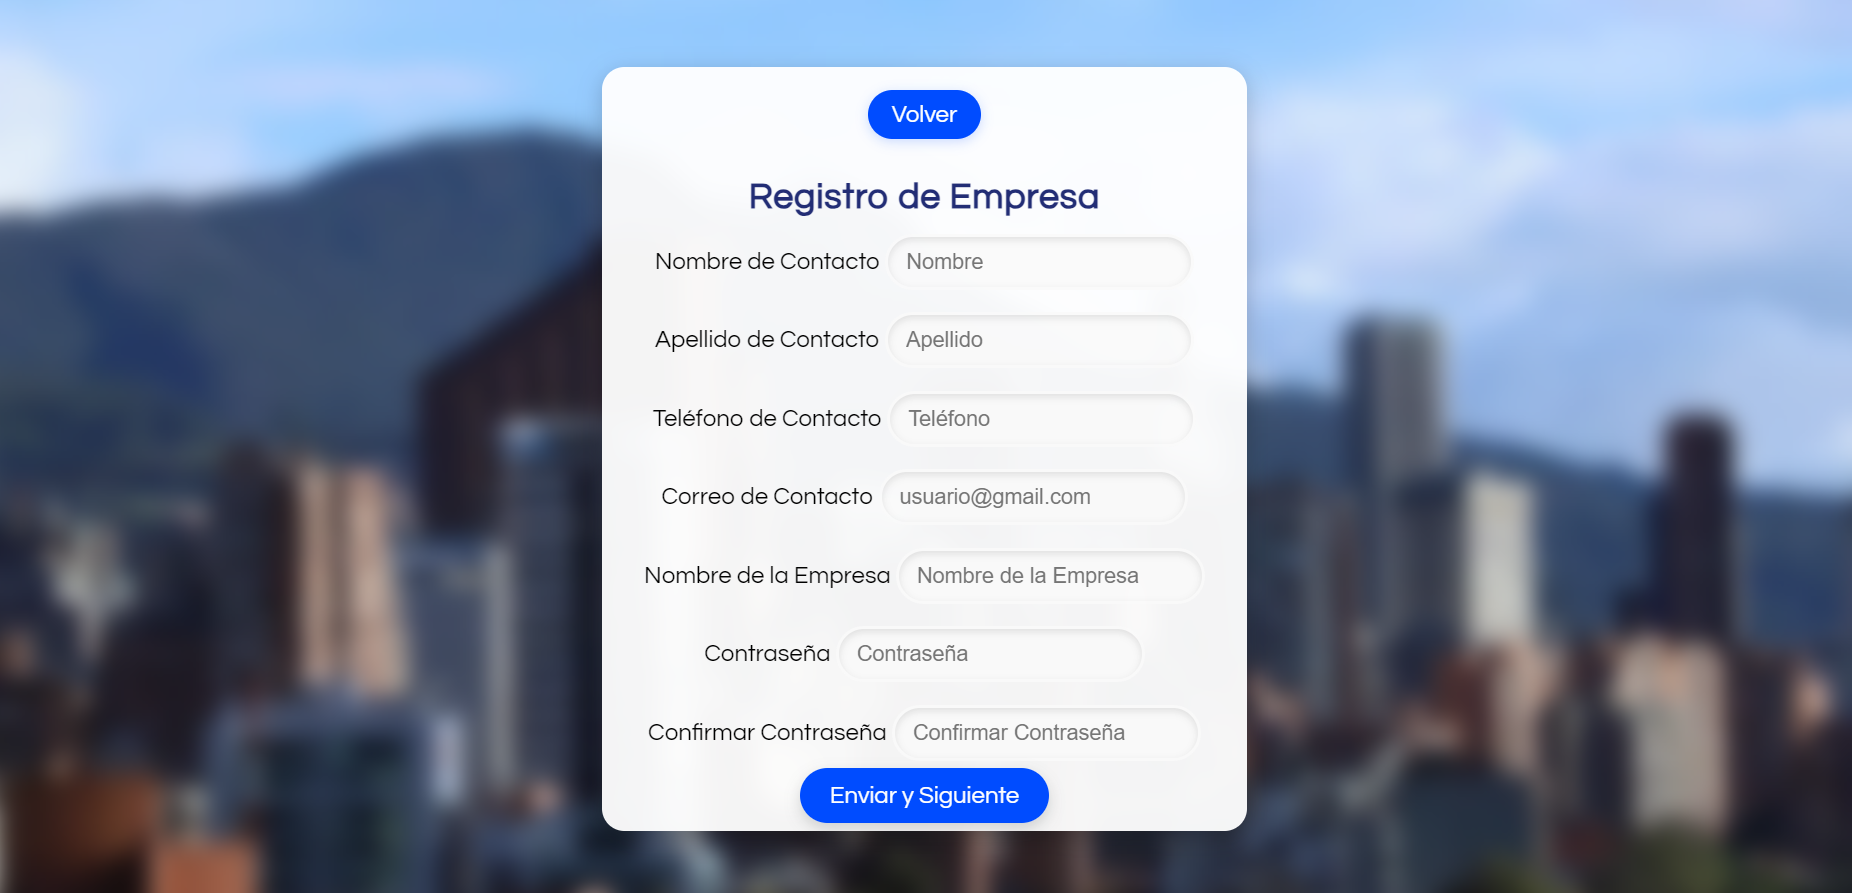 Volver
Registro de Empresa
Nombre de Contacto Nombre
Apellido de Contacto Apellido
Teléfono de Contacto Teléfono
Correo de Contacto usuario@gmail.com
Nombre de la Empresa Nombre de la Empresa
Contraseña Contraseña
Confirmar Contraseña Confirmar Contraseña
Enviar y Siguiente